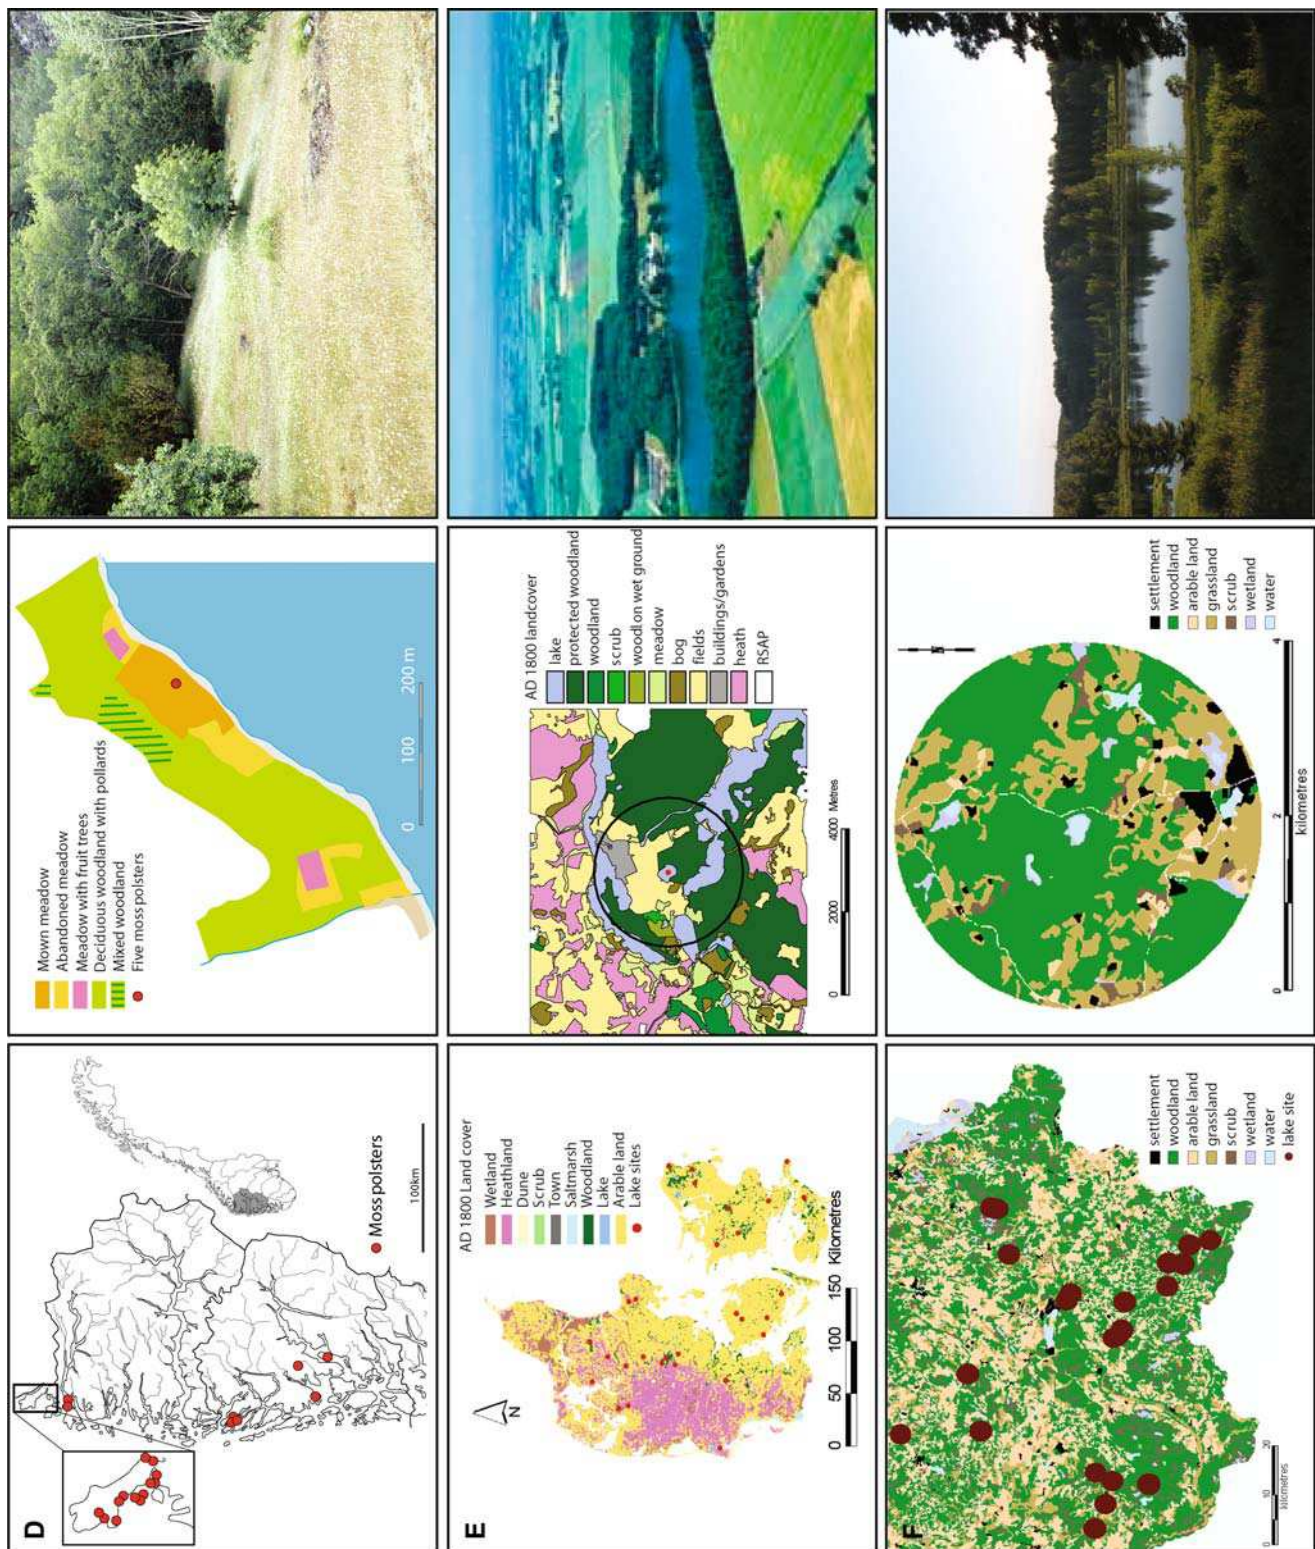 D
Moss polsters
100km
Mown meadow
Abandoned meadow
Meadow with fruit trees
Deciduous woodland with pollards
Mixed woodland
Five moss polsters
0 100 200 m
E
N
AD 1800 Land cover
Wetland
Heathland
Dune
Scrub
Town
Saltmarsh
Woodland
Lake
Arable land
Lake sites
0 50 100 150 Kilometres
AD 1800 landcover
lake
protected woodland
woodland
scrub
woodl.on wet ground
meadow
bog
fields
buildings/gardens
heath
RSAP
0 2000 4000 Metres
F
settlement
woodland
arable land
grassland
scrub
wetland
water
lake site
0 10 20
kilometres
settlement
woodland
arable land
grassland
scrub
wetland
water
0 2 4
kilometres